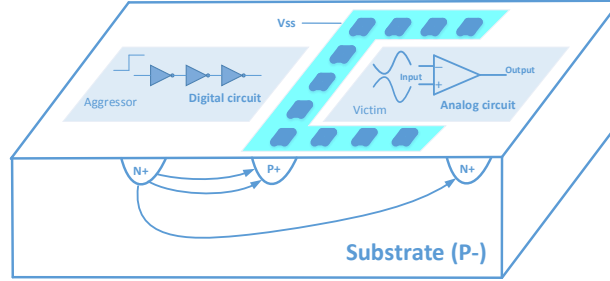 Vss
Aggressor
Digital circuit
Input
Output
Victim
Analog circuit
N+
P+
N+
Substrate (P-)